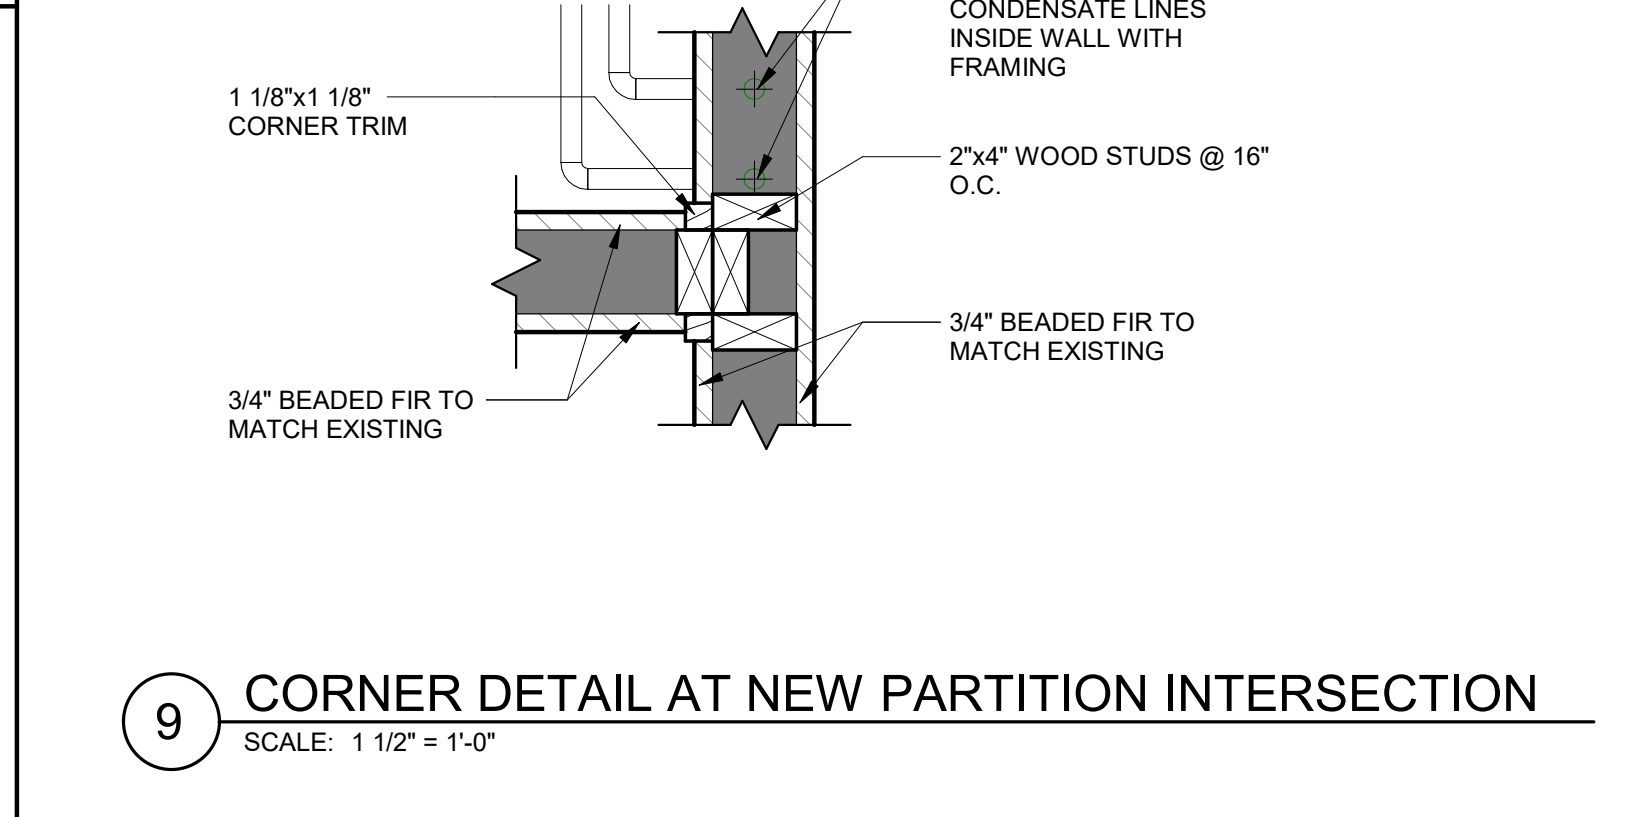 CONDENSATE LINES
INSIDE WALL WITH
FRAMING
1 1/8"x1 1/8"
CORNER TRIM
2"x4" WOOD STUDS @ 16"
O.C.
3/4" BEADED FIR TO
MATCH EXISTING
3/4" BEADED FIR TO
MATCH EXISTING
9
CORNER DETAIL AT NEW PARTITION INTERSECTION
SCALE: 1 1/2" = 1'-0"